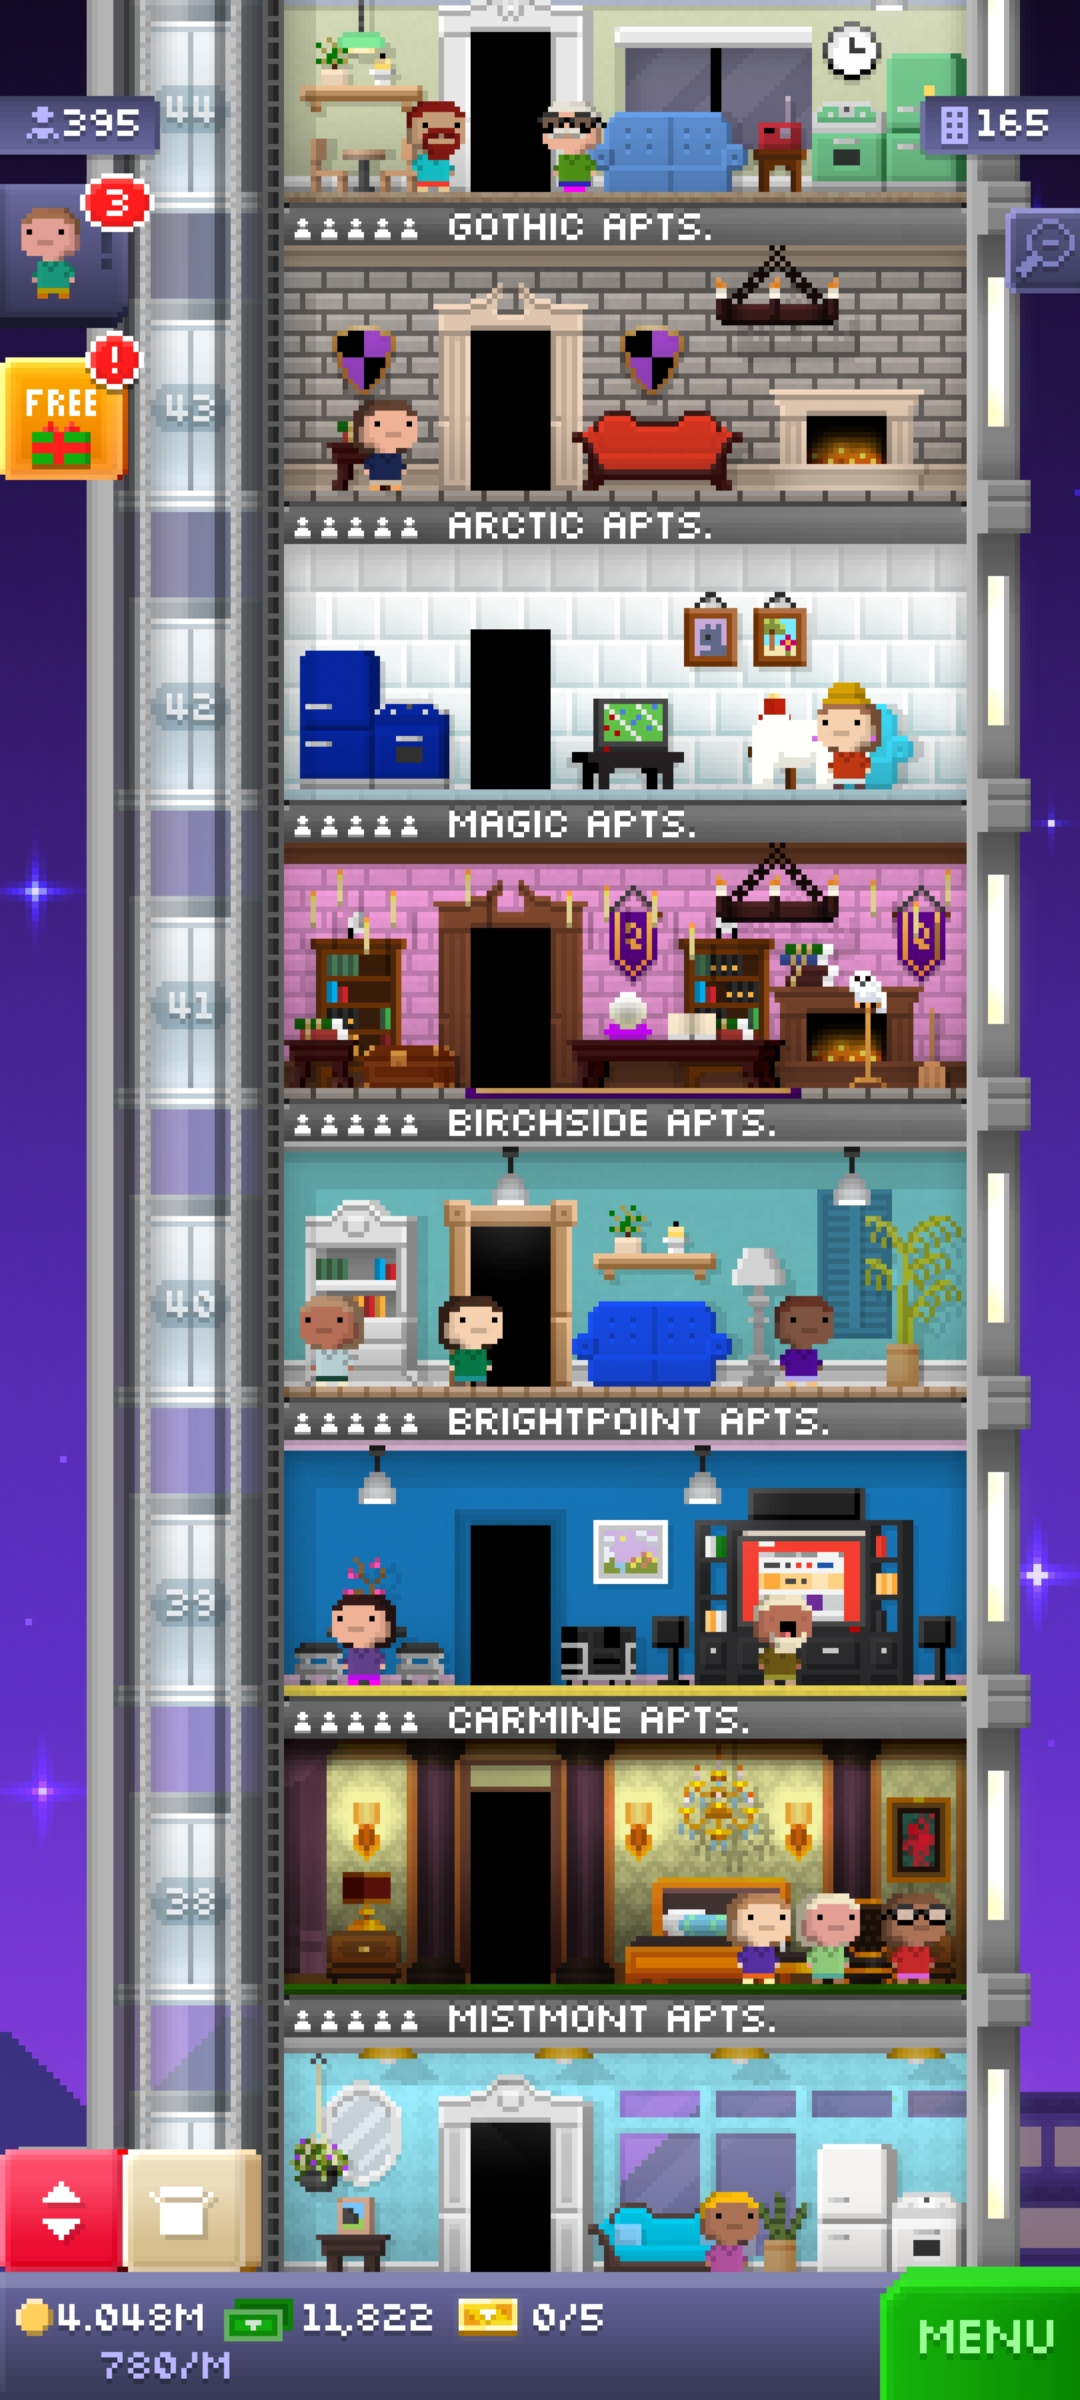 44
395
165
3
GOTHIC APTS.
!
FREE
43
ARCTIC APTS.
42
MAGIC APTS.
41
BIRCHSIDE APTS.
40
BRIGHTPOINT APTS.
39
CARMINE APTS.
38
MISTMONT APTS.
4.048M 11,822 0/5
780/M
MENU